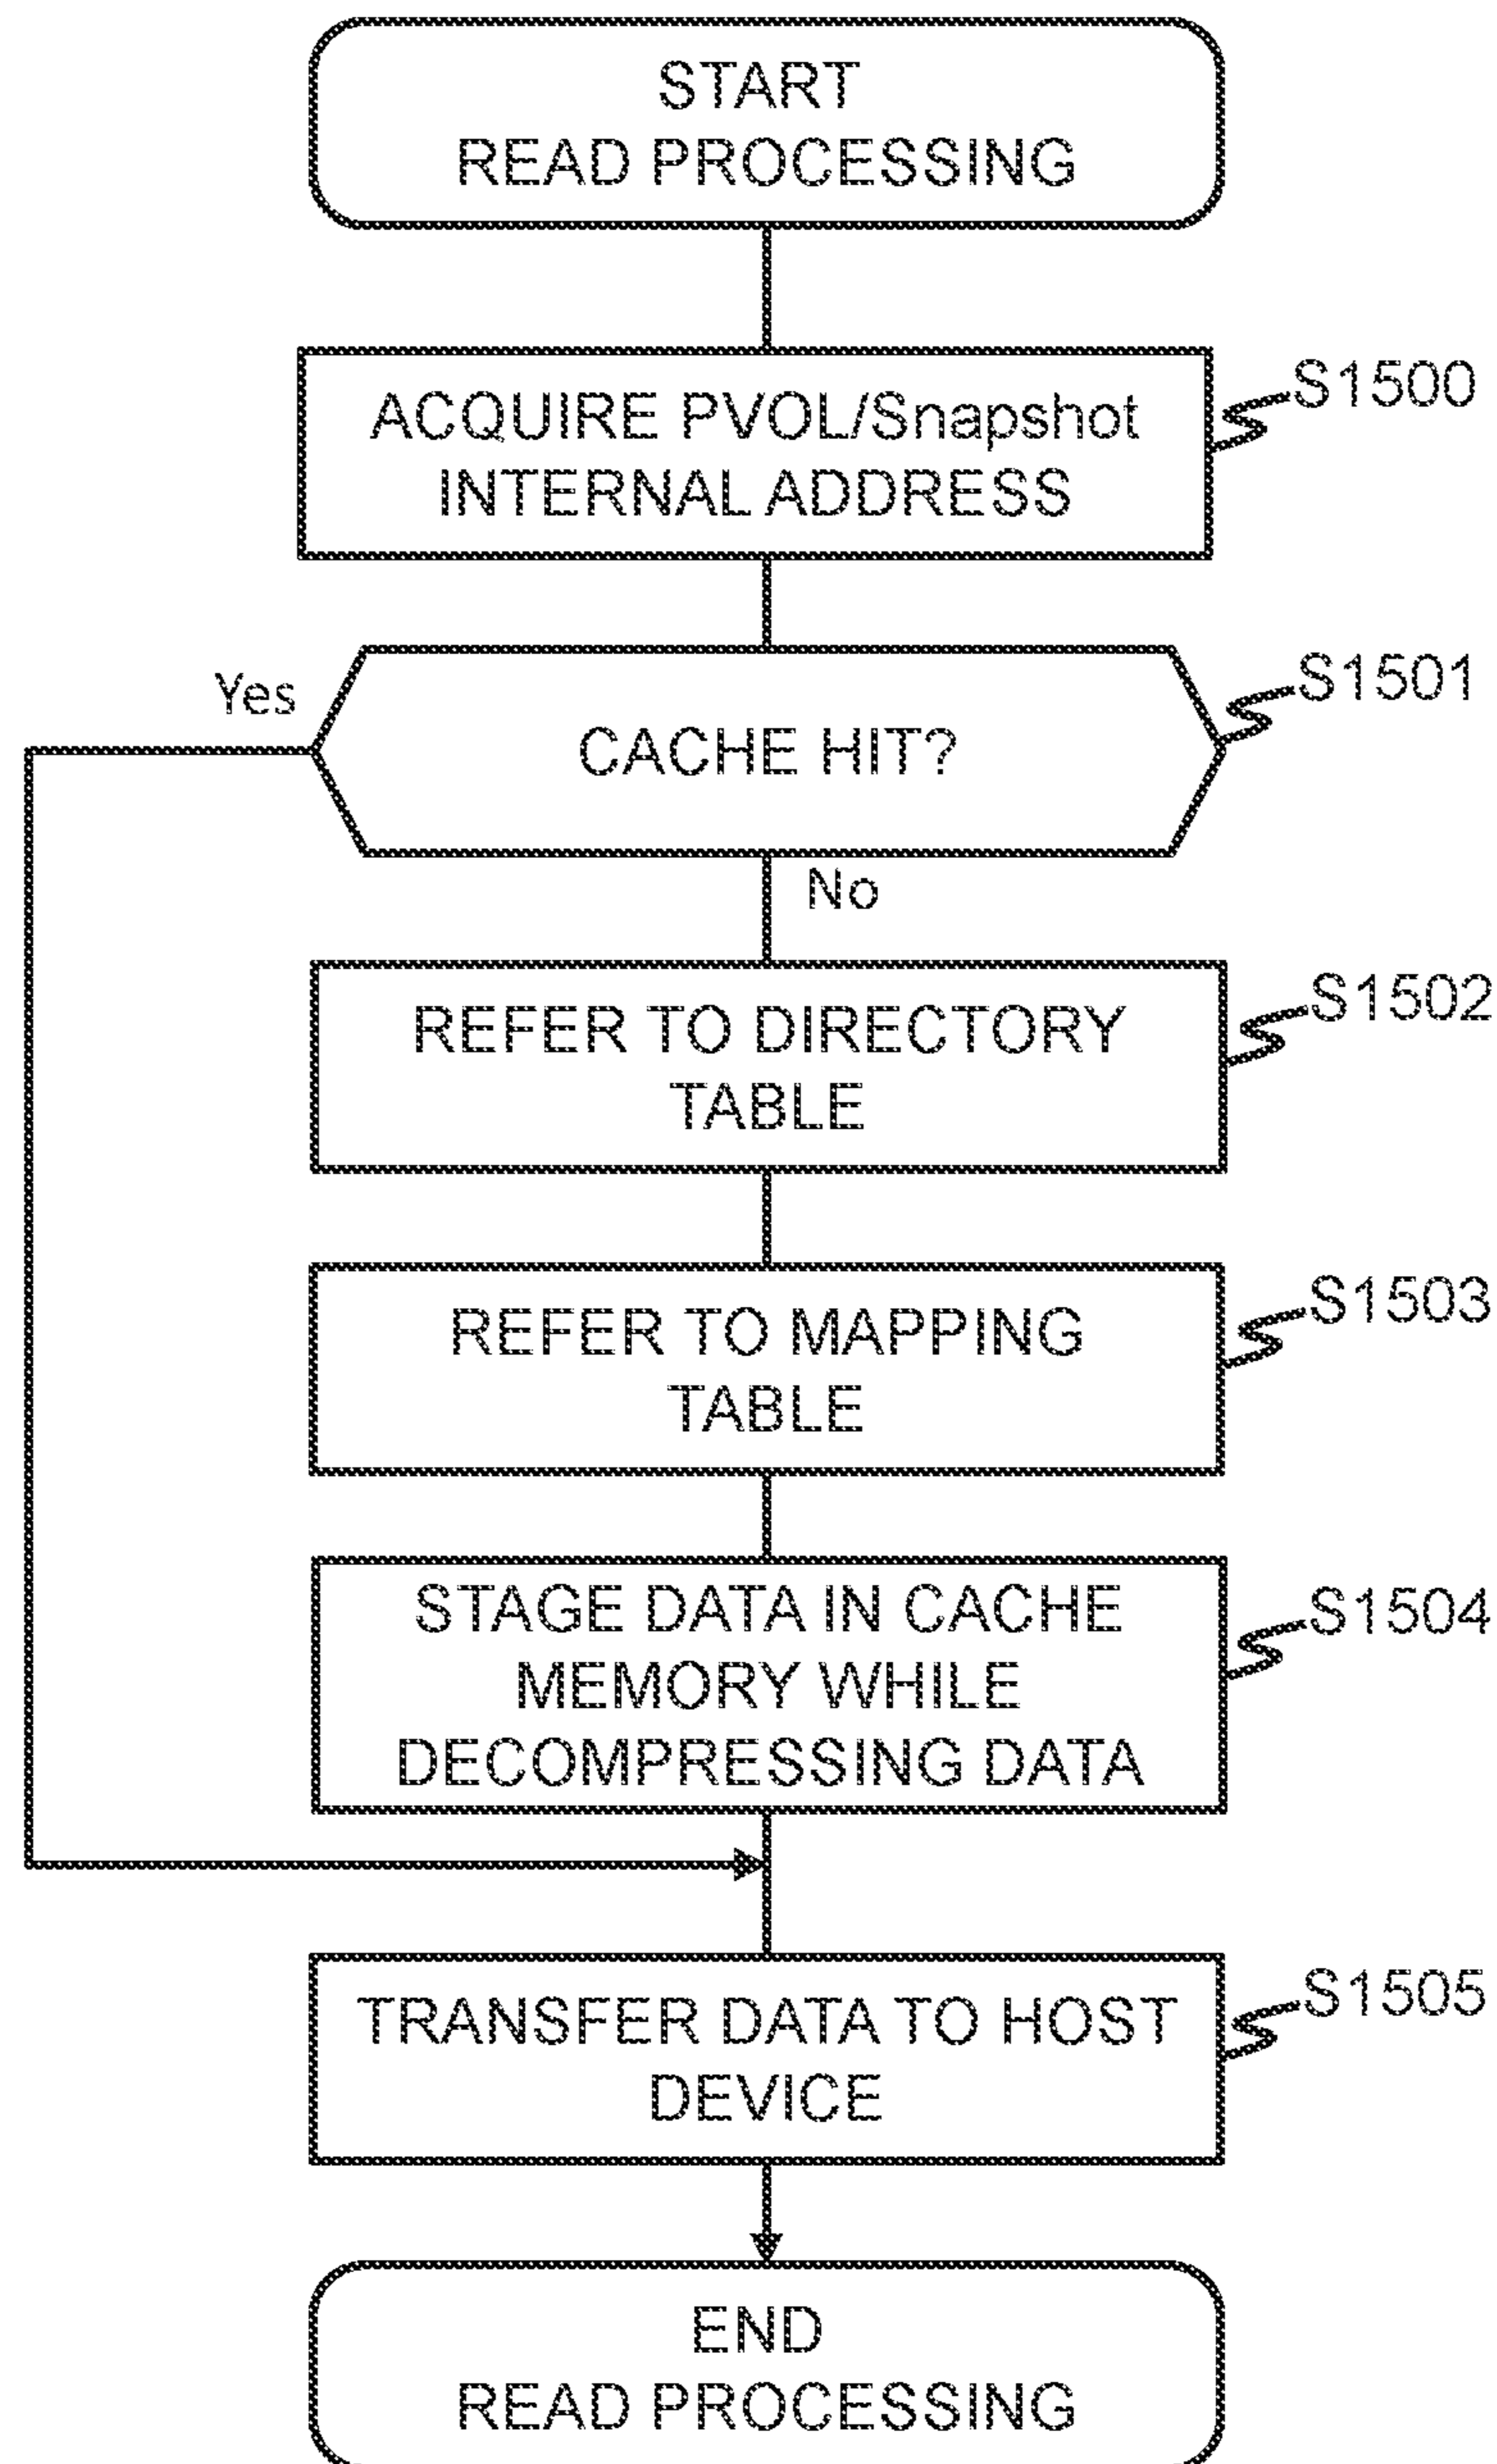 START
READ PROCESSING
ACQUIRE PVOL/Snapshot
INTERNAL ADDRESS
S1500
Yes
CACHE HIT?
S1501
No
REFER TO DIRECTORY
TABLE
S1502
REFER TO MAPPING
TABLE
S1503
STAGE DATA IN CACHE
MEMORY WHILE
DECOMPRESSING DATA
S1504
TRANSFER DATA TO HOST
DEVICE
S1505
END
READ PROCESSING